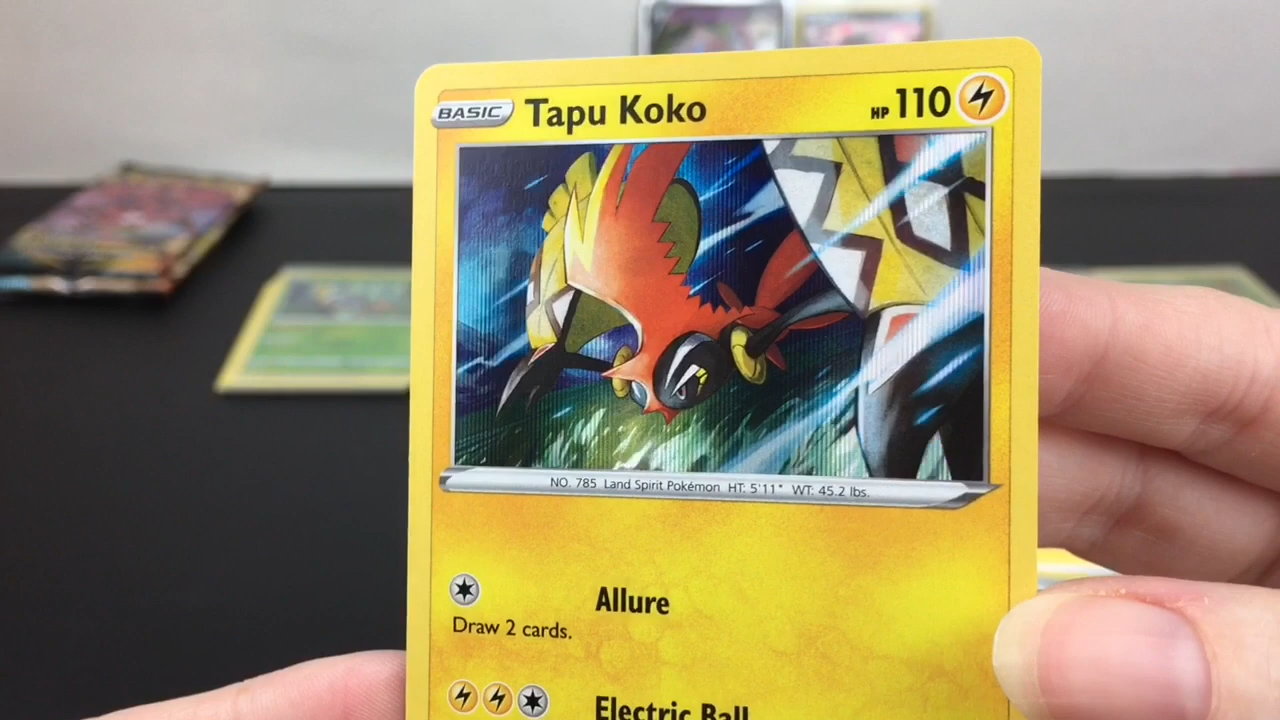 BASIC Tapu Koko HP 110
NO. 785 Land Spirit Pokémon HT: 5'11" WT: 45.2 lbs.
Allure
Draw 2 cards.
Electric Ball